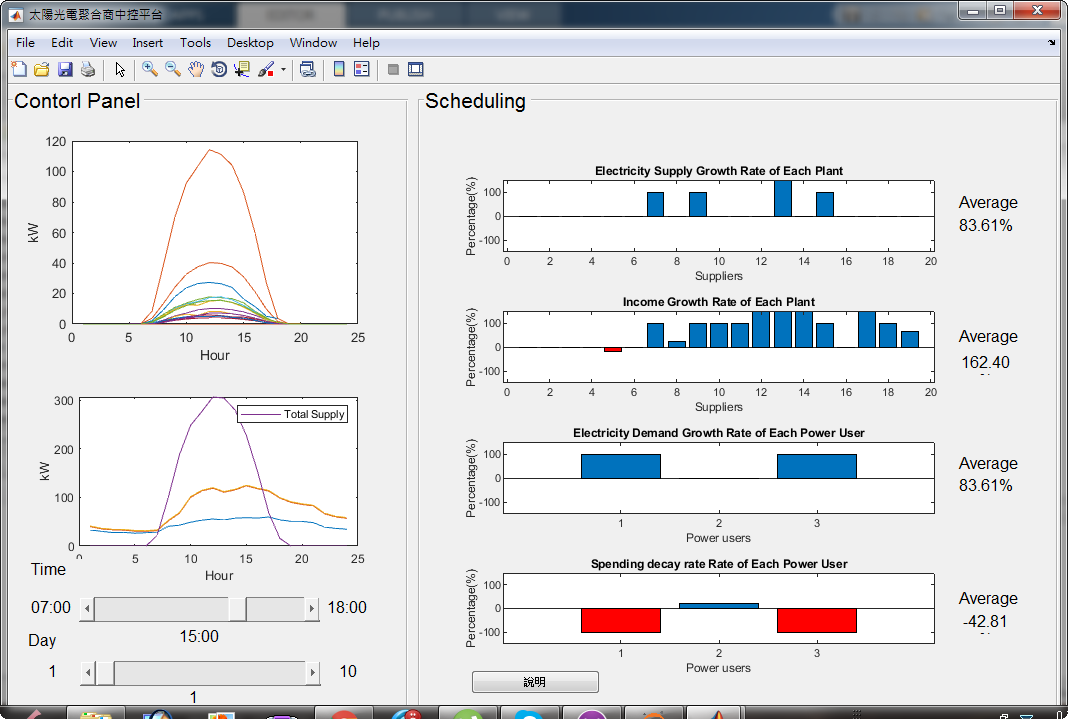 太陽光電聚合商中控平台
File Edit View Insert Tools Desktop Window Help
Contorl Panel
120
100
80
60
40
20
0
kW
0 5 10 15 20 25
Hour
300
200
100
0
kW
Total Supply
5 10 15 20 25
Hour
Time
07:00 18:00
15:00
Day
1 10
1
Scheduling
Electricity Supply Growth Rate of Each Plant
Percentage(%)
100
0
-100
0 2 4 6 8 10 12 14 16 18 20
Suppliers
Average
83.61%
Income Growth Rate of Each Plant
Percentage(%)
100
0
-100
0 2 4 6 8 10 12 14 16 18 20
Suppliers
Average
162.40
Electricity Demand Growth Rate of Each Power User
Percentage(%)
100
0
-100
1 2 3
Power users
Average
83.61%
Spending decay rate Rate of Each Power User
Percentage(%)
100
0
-100
1 2 3
Power users
Average
-42.81
說明